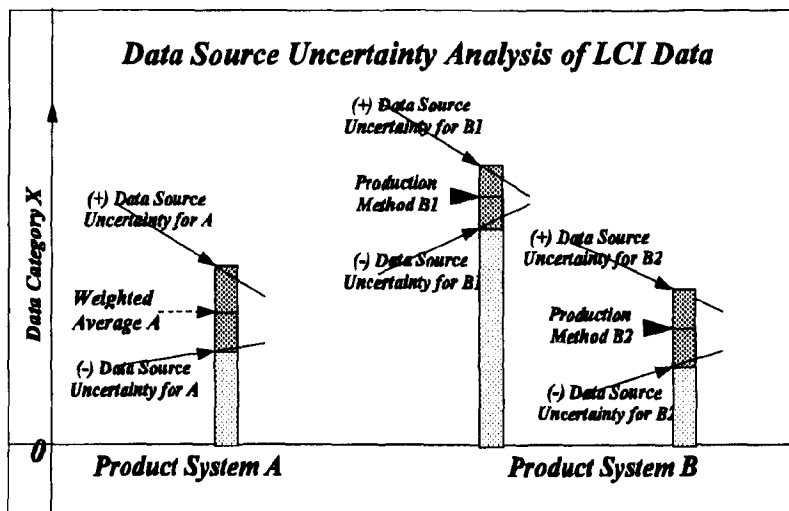 Data Source Uncertainty Analysis of LCI Data
Data Category X
(+) Data Source
Uncertainty for A
Weighted
Average A
(-) Data Source
Uncertainty for A
(+) Data Source
Uncertainty for B1
Production
Method B1
(-) Data Source
Uncertainty for B1
(+) Data Source
Uncertainty for B2
Production
Method B2
(-) Data Source
Uncertainty for B2
0
Product System A
Product System B